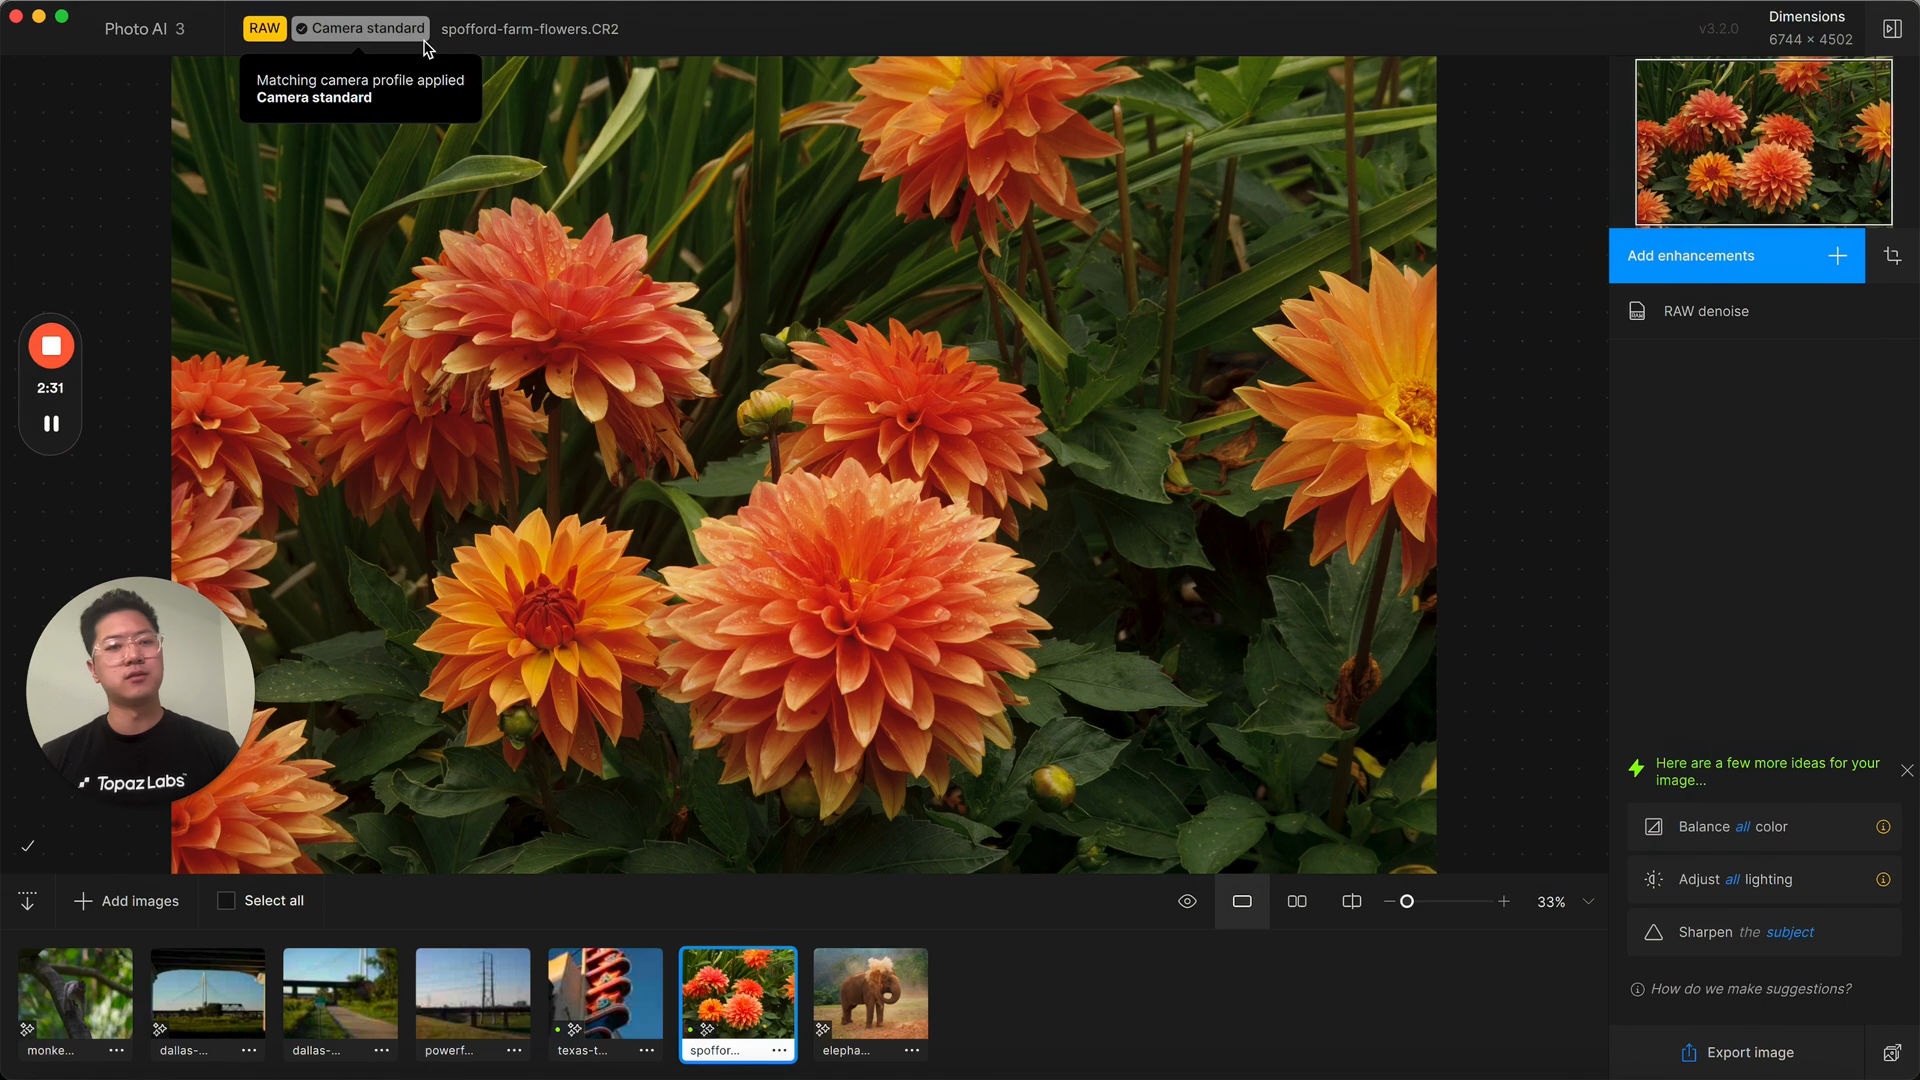 Photo AI 3
RAW
Camera standard
spofford-farm-flowers.CR2
v3.2.0
Dimensions
6744 × 4502
Matching camera profile applied
Camera standard
Add enhancements
RAW denoise
2:31
Topaz Labs
Here are a few more ideas for your
image...
Balance all color
Adjust all lighting
Sharpen the subject
How do we make suggestions?
Add images
Select all
33%
monke...
dallas-...
dallas-...
powerf...
texas-t...
spoffor...
elepha...
Export image